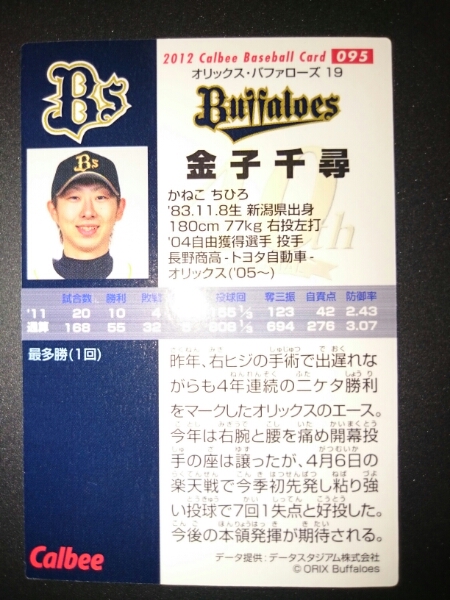 Bs
2012 Calbee Baseball Card 095
オリックス・バファローズ 19
Buffaloes
金子千尋
かねこ ちひろ
'83.11.8生 新潟県出身
180cm 77kg 右投左打
'04自由獲得選手 投手
長野商高-トヨタ自動車-
オリックス('05〜)
試合数 勝利 敗戦 投球回 奪三振 自責点 防御率
'11 20 10 4 155 1/3 123 42 2.43
通算 168 55 32 808 1/3 694 276 3.07
最多勝(1回)
昨年、右ヒジの手術で出遅れな
がらも4年連続の二ケタ勝利
をマークしたオリックスのエース。
今年は右腕と腰を痛め開幕投
手の座は譲ったが、4月6日の
楽天戦で今季初先発し粘り強
い投球で7回1失点と好投した。
今後の本領発揮が期待される。
Calbee
データ提供:データスタジアム株式会社
© ORIX Buffaloes